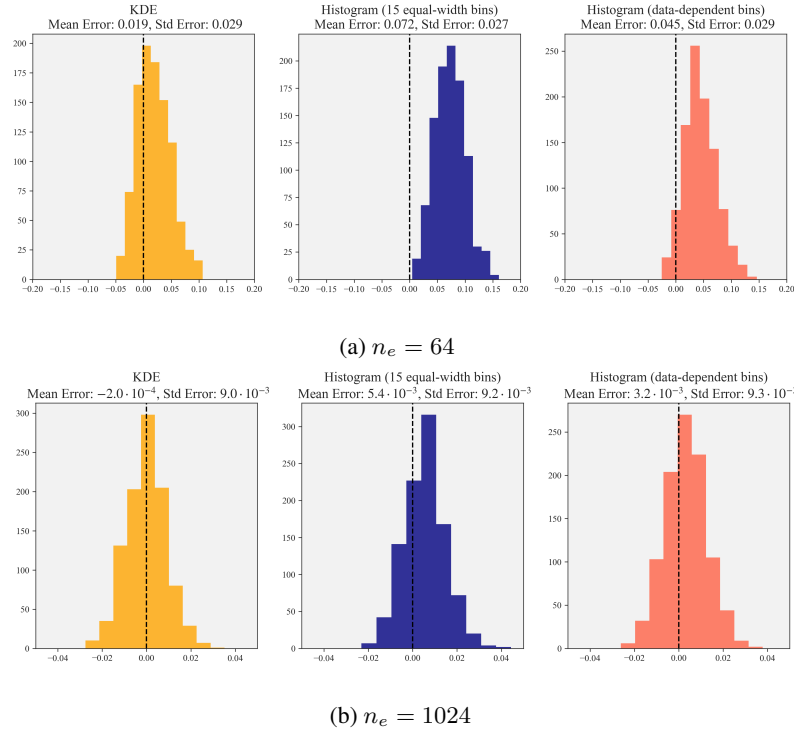 KDE
Mean Error: 0.019, Std Error: 0.029
Histogram (15 equal-width bins)
Mean Error: 0.072, Std Error: 0.027
Histogram (data-dependent bins)
Mean Error: 0.045, Std Error: 0.029
200
175
150
125
100
75
50
25
0
−0.20 −0.15 −0.10 −0.05 0.00 0.05 0.10 0.15 0.20
200
150
100
50
0
−0.20 −0.15 −0.10 −0.05 0.00 0.05 0.10 0.15 0.20
250
200
150
100
50
0
−0.20 −0.15 −0.10 −0.05 0.00 0.05 0.10 0.15 0.20
(a) nₑ = 64
KDE
Mean Error: −2.0 · 10⁻⁴, Std Error: 9.0 · 10⁻³
Histogram (15 equal-width bins)
Mean Error: 5.4 · 10⁻³, Std Error: 9.2 · 10⁻³
Histogram (data-dependent bins)
Mean Error: 3.2 · 10⁻³, Std Error: 9.3 · 10⁻³
300
250
200
150
100
50
0
−0.04 −0.02 0.00 0.02 0.04
300
250
200
150
100
50
0
−0.04 −0.02 0.00 0.02 0.04
250
200
150
100
50
0
−0.04 −0.02 0.00 0.02 0.04
(b) nₑ = 1024